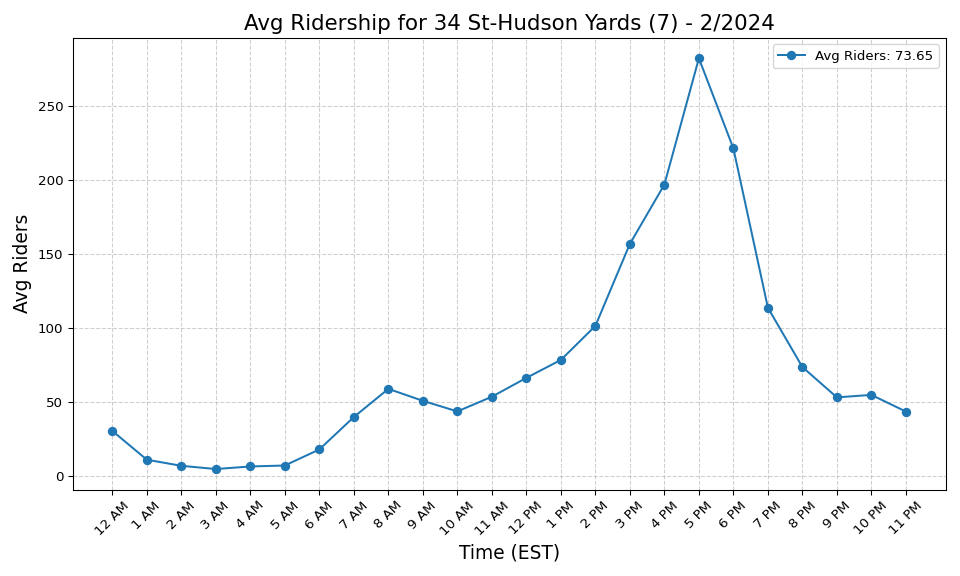 Avg Ridership for 34 St-Hudson Yards (7) - 2/2024
Avg Riders: 73.65
Avg Riders
250
200
150
100
50
0
12 AM
1 AM
2 AM
3 AM
4 AM
5 AM
6 AM
7 AM
8 AM
9 AM
10 AM
11 AM
12 PM
1 PM
2 PM
3 PM
4 PM
5 PM
6 PM
7 PM
8 PM
9 PM
10 PM
11 PM
Time (EST)